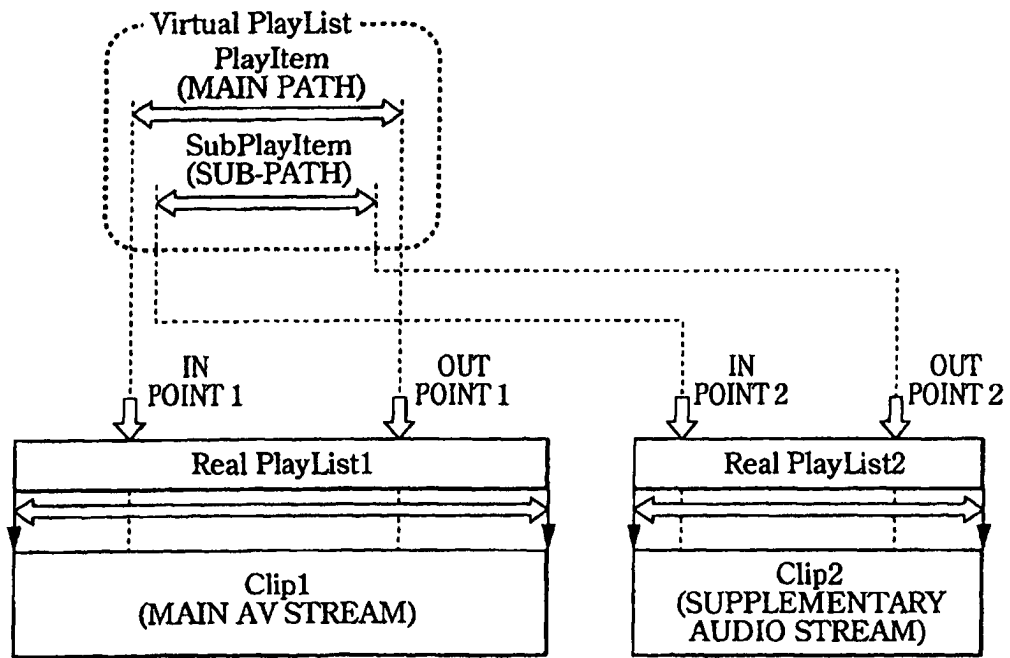 Virtual PlayList
PlayItem
(MAIN PATH)
SubPlayItem
(SUB-PATH)
IN
POINT 1
OUT
POINT 1
IN
POINT 2
OUT
POINT 2
Real PlayList1
Real PlayList2
Clip1
(MAIN AV STREAM)
Clip2
(SUPPLEMENTARY
AUDIO STREAM)